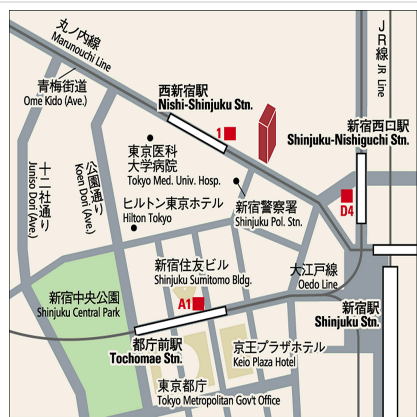 丸ノ内線
Marunouchi Line
JR線
JR Line
青梅街道
Ome Kido (Ave.)
西新宿駅
Nishi-Shinjuku Stn.
1
新宿西口駅
Shinjuku-Nishiguchi Stn.
十二社通り
Juniso Dori (Ave.)
公園通り
Koen Dori (Ave.)
東京医科
大学病院
Tokyo Med. Univ. Hosp.
D4
ヒルトン東京ホテル
Hilton Tokyo
新宿警察署
Shinjuku Pol. Stn.
新宿住友ビル
Shinjuku Sumitomo Bldg.
大江戸線
Oedo Line
A1
新宿中央公園
Shinjuku Central Park
新宿駅
Shinjuku Stn.
都庁前駅
Tochomae Stn.
京王プラザホテル
Keio Plaza Hotel
東京都庁
Tokyo Metropolitan Gov't Office